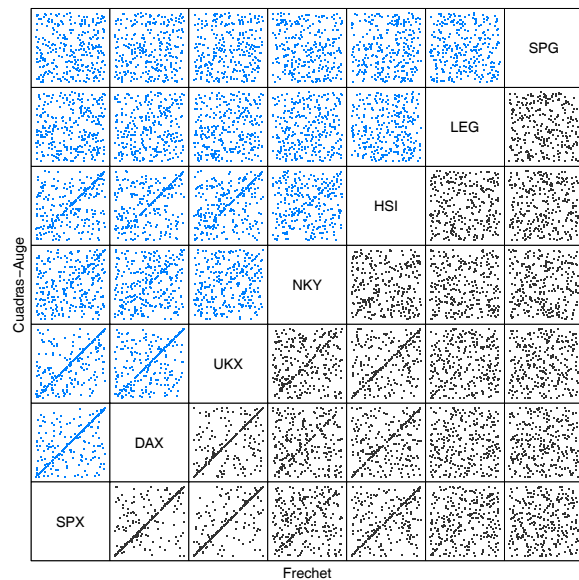 SPG
LEG
HSI
NKY
UKX
DAX
SPX
Cuadras−Auge
Frechet